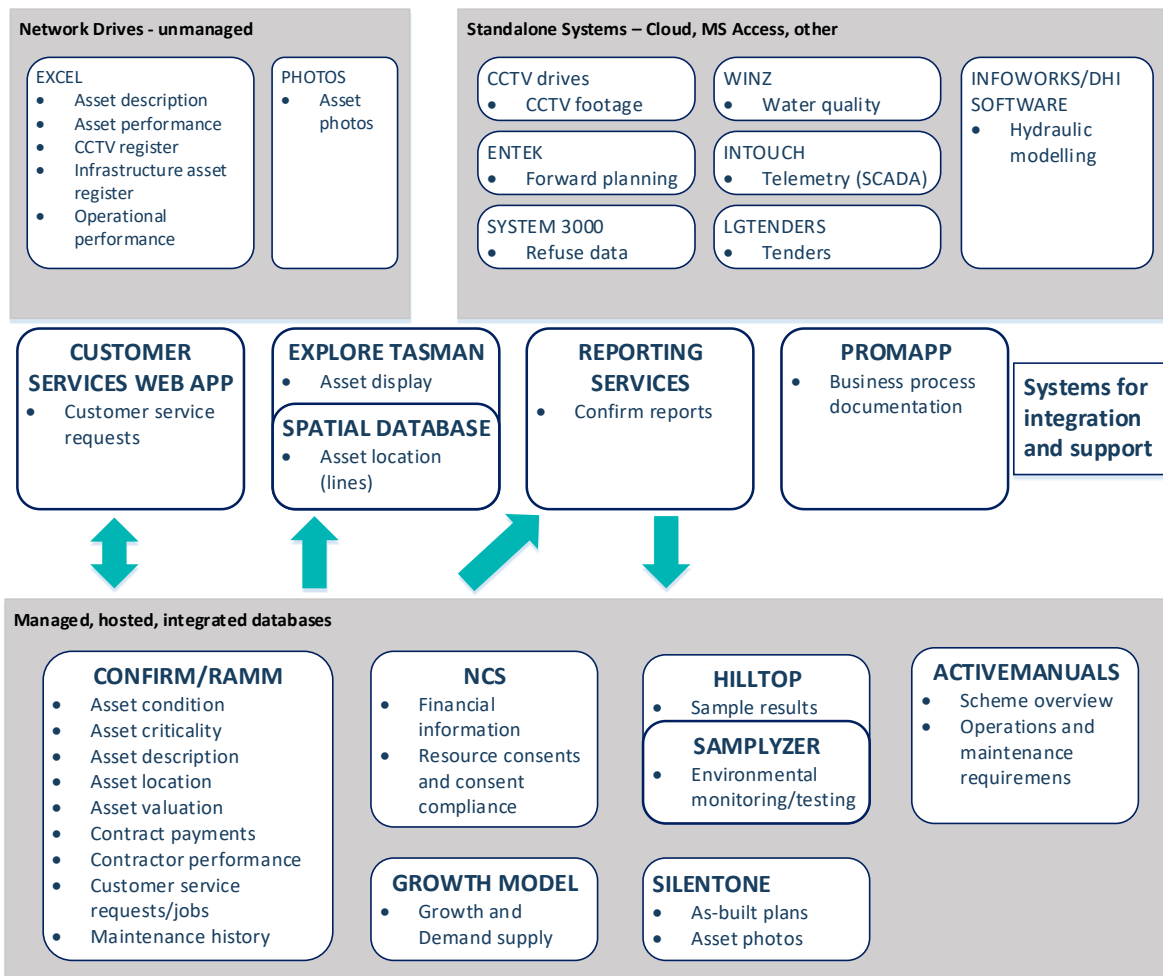 Network Drives - unmanaged
EXCEL
• Asset description
• Asset performance
• CCTV register
• Infrastructure asset
register
• Operational
performance
PHOTOS
• Asset
photos
Standalone Systems – Cloud, MS Access, other
CCTV drives
• CCTV footage
ENTEK
• Forward planning
SYSTEM 3000
• Refuse data
WINZ
• Water quality
INTOUCH
• Telemetry (SCADA)
LGTENDERS
• Tenders
INFOWORKS/DHI
SOFTWARE
• Hydraulic
modelling
CUSTOMER
SERVICES WEB APP
• Customer service
requests
EXPLORE TASMAN
• Asset display
SPATIAL DATABASE
• Asset location
(lines)
REPORTING
SERVICES
• Confirm reports
PROMAPP
• Business process
documentation
Systems for
integration
and support
Managed, hosted, integrated databases
CONFIRM/RAMM
• Asset condition
• Asset criticality
• Asset description
• Asset location
• Asset valuation
• Contract payments
• Contractor performance
• Customer service
requests/jobs
• Maintenance history
NCS
• Financial
information
• Resource consents
and consent
compliance
GROWTH MODEL
• Growth and
Demand supply
HILLTOP
• Sample results
SAMPLYZER
• Environmental
monitoring/testing
SILENTONE
• As-built plans
• Asset photos
ACTIVEMANUALS
• Scheme overview
• Operations and
maintenance
requiremens